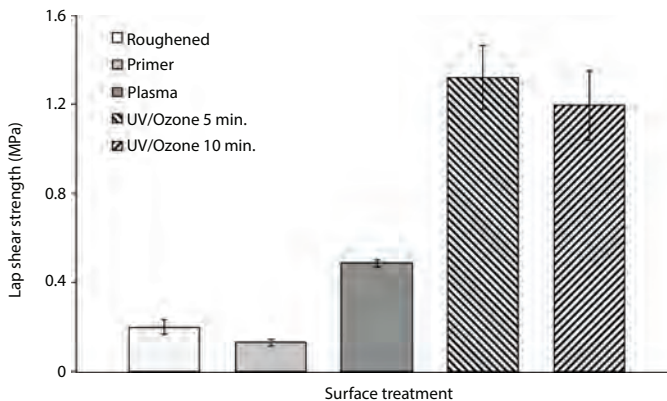 1.6
1.2
0.8
0.4
0
Lap shear strength (MPa)
Roughened
Primer
Plasma
UV/Ozone 5 min.
UV/Ozone 10 min.
Surface treatment